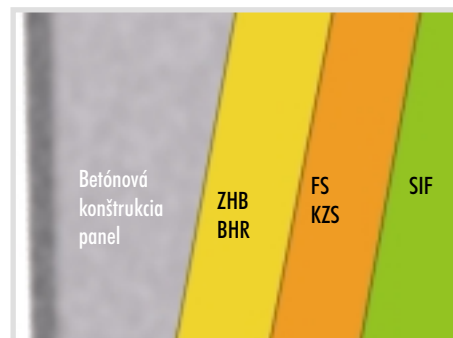 Betónová
konštrukcia
panel
ZHB
BHR
FS
KZS
SIF